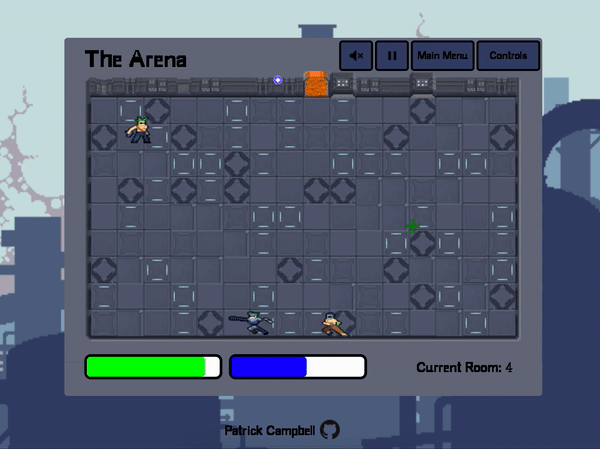 The Arena
Main Menu
Controls
Current Room: 4
Patrick Campbell